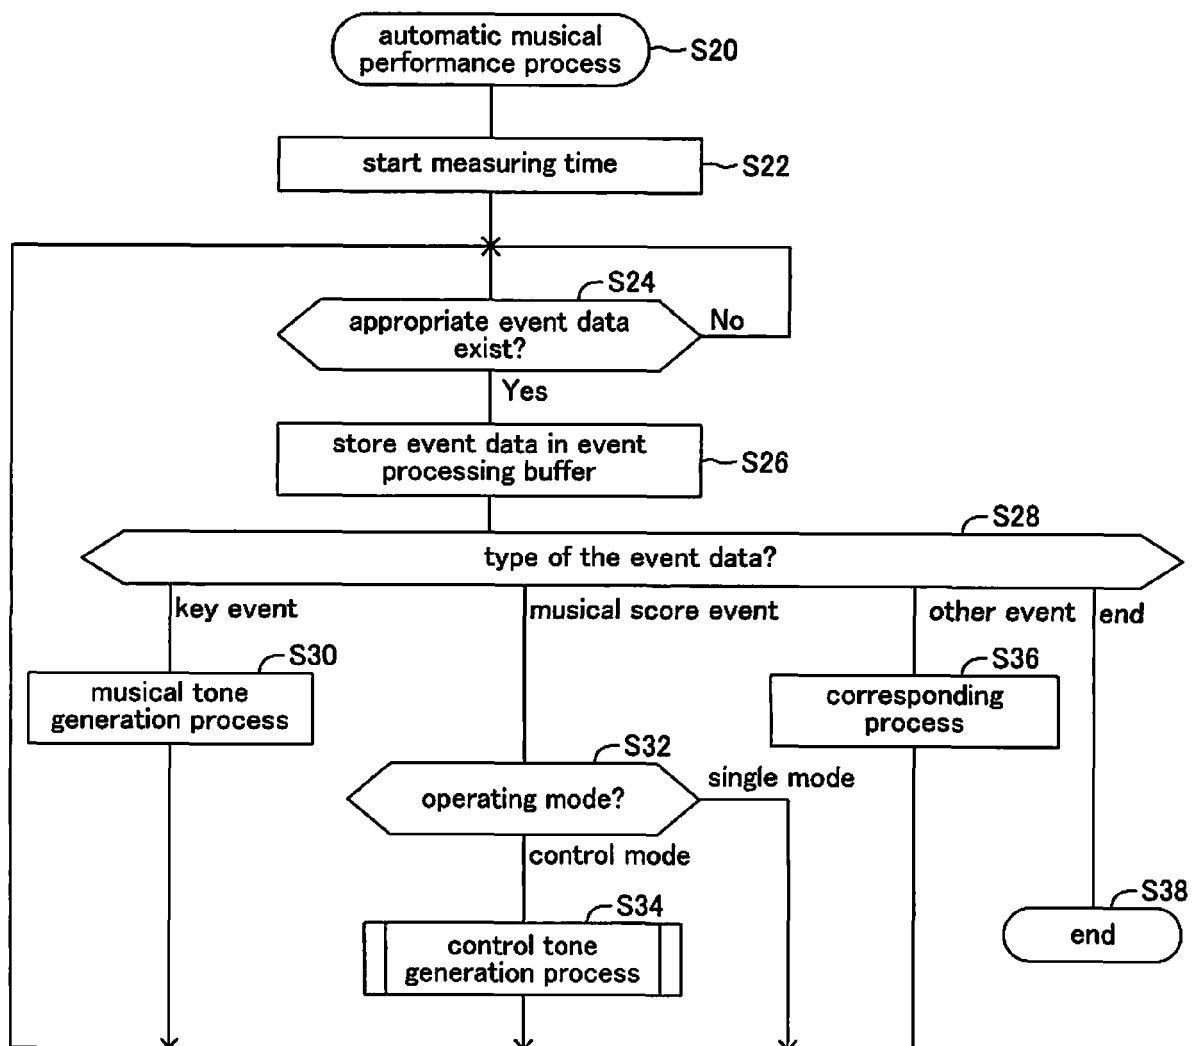 automatic musical
performance process
S20
start measuring time
S22
S24
appropriate event data
exist?
No
Yes
store event data in event
processing buffer
S26
S28
type of the event data?
key event
musical score event
other event
end
S30
musical tone
generation process
S36
corresponding
process
S32
operating mode?
single mode
control mode
S34
control tone
generation process
S38
end